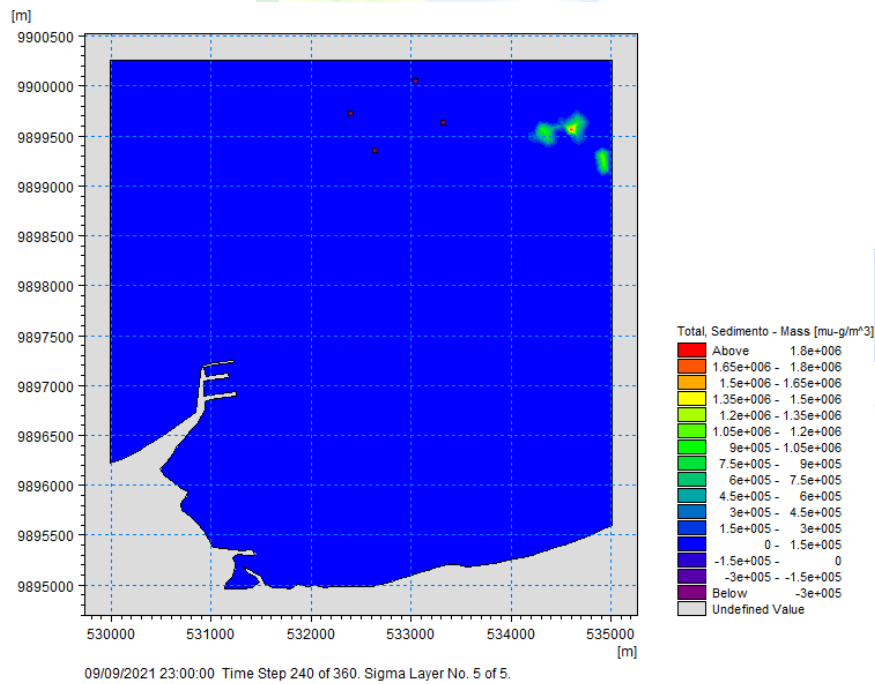 [m]
9900500
9900000
9899500
9899000
9898500
9898000
9897500
9897000
9896500
9896000
9895500
9895000
530000 531000 532000 533000 534000 535000
[m]
09/09/2021 23:00:00 Time Step 240 of 360. Sigma Layer No. 5 of 5.
Total, Sedimento - Mass [mu-g/m^3]
Above 1.8e+006
1.65e+006 - 1.8e+006
1.5e+006 - 1.65e+006
1.35e+006 - 1.5e+006
1.2e+006 - 1.35e+006
1.05e+006 - 1.2e+006
9e+005 - 1.05e+006
7.5e+005 - 9e+005
6e+005 - 7.5e+005
4.5e+005 - 6e+005
3e+005 - 4.5e+005
1.5e+005 - 3e+005
0 - 1.5e+005
-1.5e+005 - 0
-3e+005 - -1.5e+005
Below -3e+005
Undefined Value